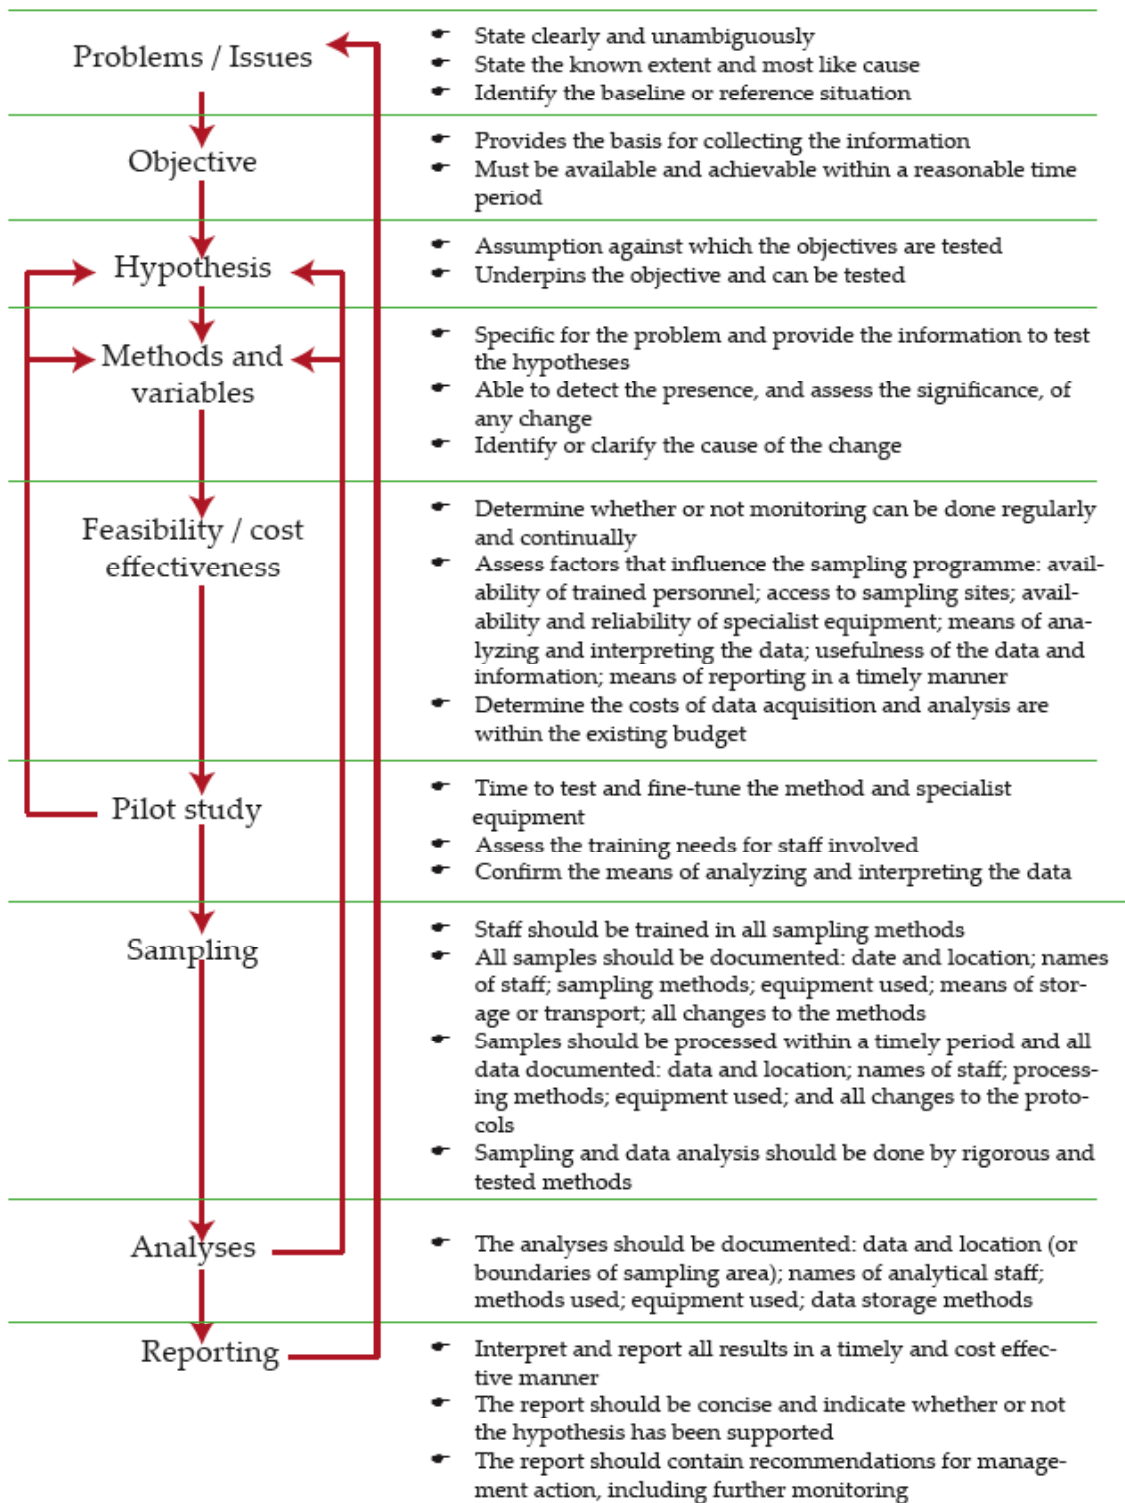 Problems / Issues
State clearly and unambiguously
State the known extent and most like cause
Identify the baseline or reference situation
Objective
Provides the basis for collecting the information
Must be available and achievable within a reasonable time
period
Hypothesis
Assumption against which the objectives are tested
Underpins the objective and can be tested
Methods and
variables
Specific for the problem and provide the information to test
the hypotheses
Able to detect the presence, and assess the significance, of
any change
Identify or clarify the cause of the change
Feasibility / cost
effectiveness
Determine whether or not monitoring can be done regularly
and continually
Assess factors that influence the sampling programme: avail-
ability of trained personnel; access to sampling sites; avail-
ability and reliability of specialist equipment; means of ana-
lyzing and interpreting the data; usefulness of the data and
information; means of reporting in a timely manner
Determine the costs of data acquisition and analysis are
within the existing budget
Pilot study
Time to test and fine-tune the method and specialist
equipment
Assess the training needs for staff involved
Confirm the means of analyzing and interpreting the data
Sampling
Staff should be trained in all sampling methods
All samples should be documented: date and location; names
of staff; sampling methods; equipment used; means of stor-
age or transport; all changes to the methods
Samples should be processed within a timely period and all
data documented: data and location; names of staff; process-
ing methods; equipment used; and all changes to the proto-
cols
Sampling and data analysis should be done by rigorous and
tested methods
Analyses
The analyses should be documented: data and location (or
boundaries of sampling area); names of analytical staff;
methods used; equipment used; data storage methods
Reporting
Interpret and report all results in a timely and cost effec-
tive manner
The report should be concise and indicate whether or not
the hypothesis has been supported
The report should contain recommendations for manage-
ment action, including further monitoring